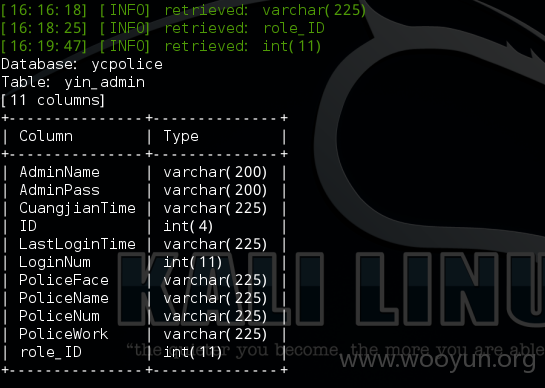 [16:16:18] [INFO] retrieved: varchar(225)
[16:18:25] [INFO] retrieved: role_ID
[16:19:47] [INFO] retrieved: int(11)
Database: ycpolice
Table: yin_admin
[11 columns]
+---------------+--------------+
| Column | Type |
+---------------+--------------+
| AdminName | varchar(200) |
| AdminPass | varchar(200) |
| CuangjianTime | varchar(225) |
| ID | int(4) |
| LastLoginTime | varchar(225) |
| LoginNum | int(11) |
| PoliceFace | varchar(225) |
| PoliceName | varchar(225) |
| PoliceNum | varchar(225) |
| PoliceWork | varchar(225) |
| role_ID | int(11) |
+---------------+--------------+
KALI LINU
"the quieter you become, the more you are able
www.wooyun.org